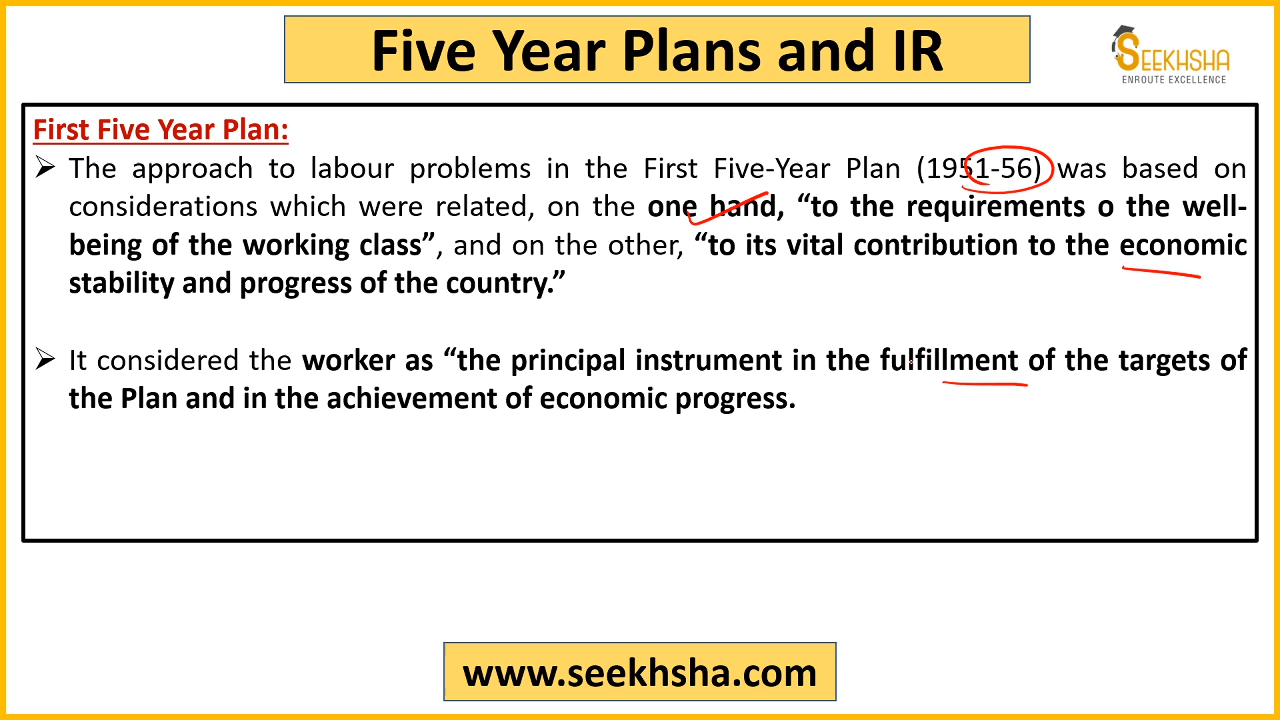 Five Year Plans and IR
SEEKHSHA
ENROUTE EXCELLENCE
First Five Year Plan:
➢ The approach to labour problems in the First Five-Year Plan (1951-56) was based on
considerations which were related, on the one hand, “to the requirements o the well-
being of the working class”, and on the other, “to its vital contribution to the economic
stability and progress of the country.”
➢ It considered the worker as “the principal instrument in the fulfillment of the targets of
the Plan and in the achievement of economic progress.
www.seekhsha.com